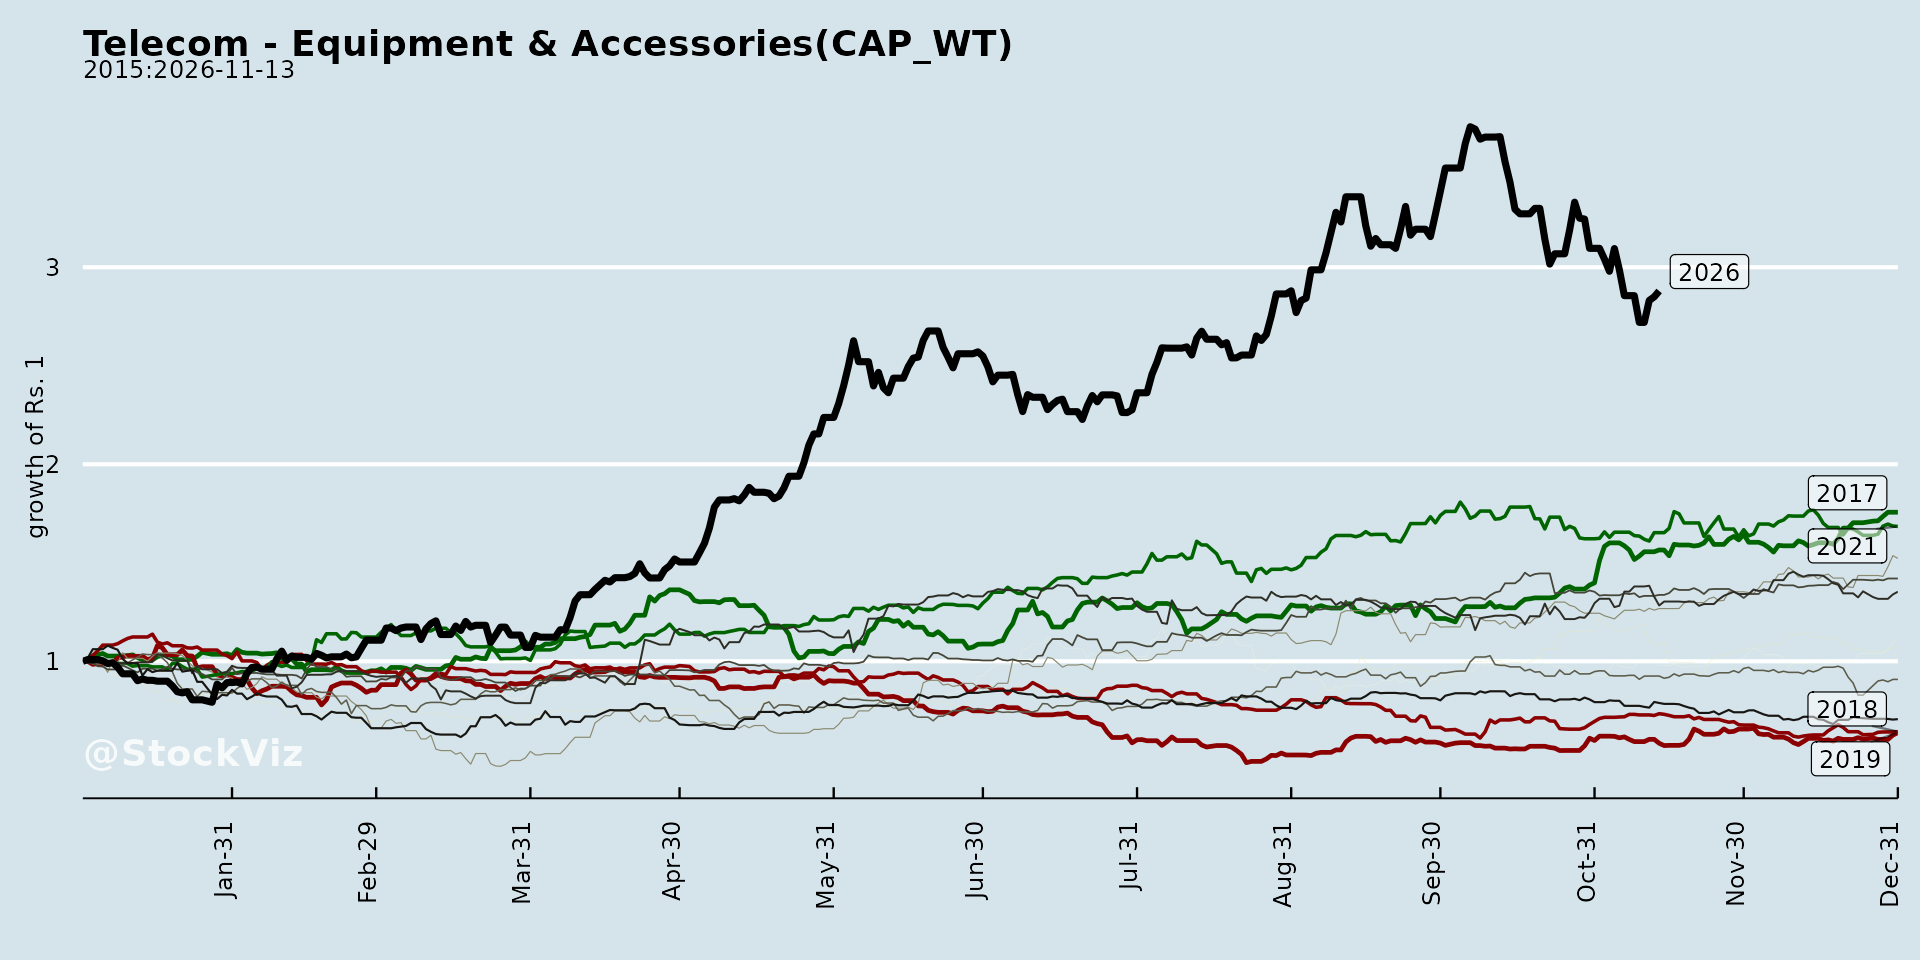 Telecom - Equipment & Accessories(CAP_WT)
2015:2026-11-13
growth of Rs. 1
3
2
1
2026
2017
2021
2018
2019
@StockViz
Jan-31
Feb-29
Mar-31
Apr-30
May-31
Jun-30
Jul-31
Aug-31
Sep-30
Oct-31
Nov-30
Dec-31